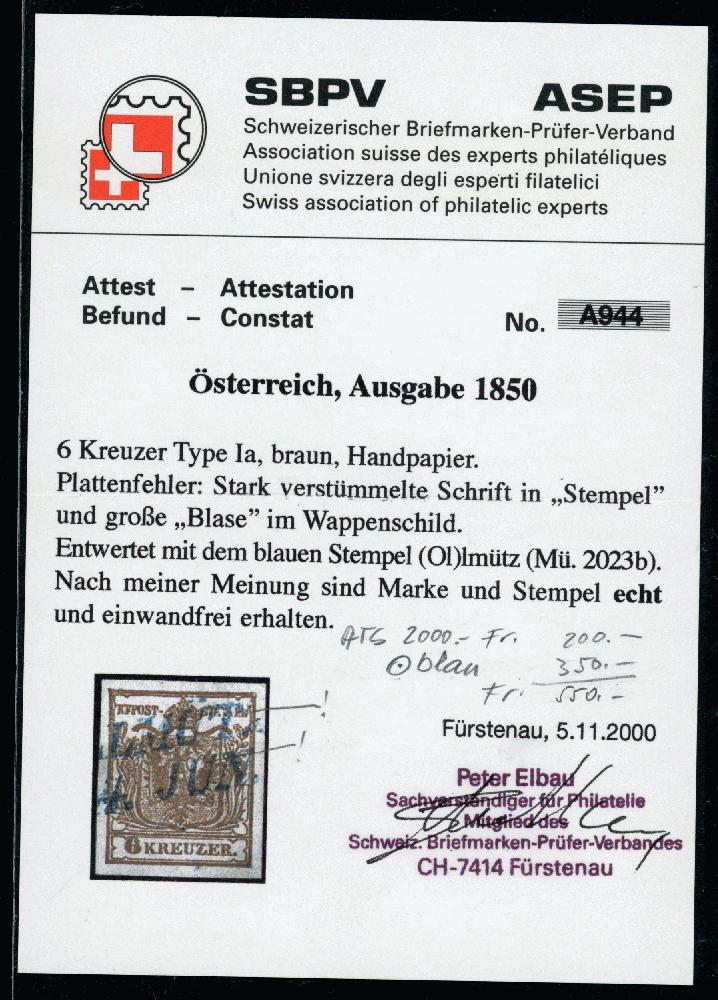 SBPV ASEP
Schweizerischer Briefmarken-Prüfer-Verband
Association suisse des experts philatéliques
Unione svizzera degli esperti filatelici
Swiss association of philatelic experts
Attest – Attestation
Befund – Constat
No. A944
Österreich, Ausgabe 1850
6 Kreuzer Type Ia, braun, Handpapier.
Plattenfehler: Stark verstümmelte Schrift in „Stempel”
und große „Blase” im Wappenschild.
Entwertet mit dem blauen Stempel (Ol)lmütz (Mü. 2023b).
Nach meiner Meinung sind Marke und Stempel echt
und einwandfrei erhalten.
ATS 2000.- Fr. 200.—
blau 350.—
Fr. 550.–
!
!
KKPOST-
JUN.
6 KREUZER.
Fürstenau, 5.11.2000
Peter Elbau
Sachverständiger für Philatelie
Mitglied des
Schweiz. Briefmarken-Prüfer-Verbandes
CH-7414 Fürstenau